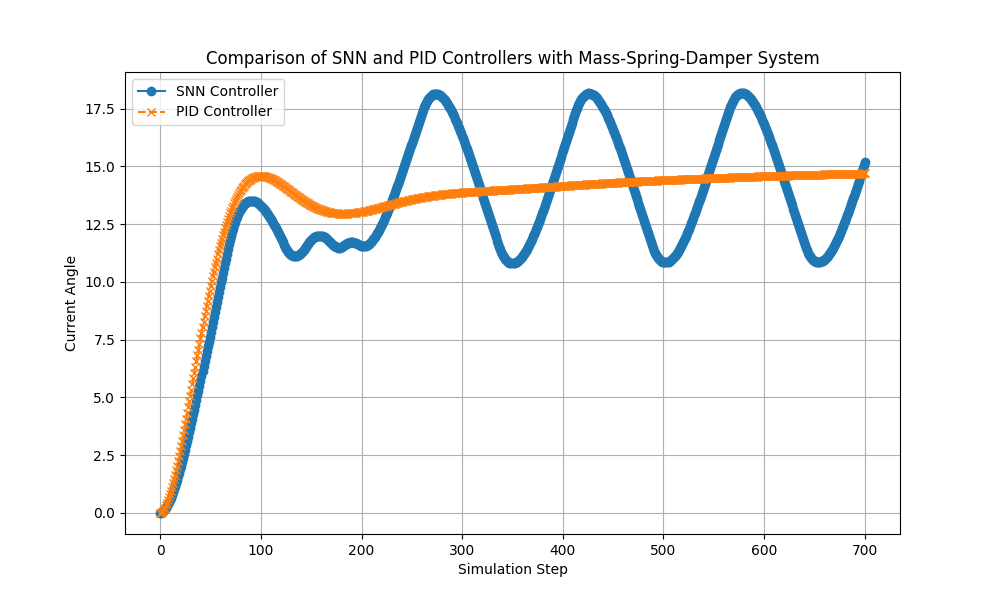 Comparison of SNN and PID Controllers with Mass-Spring-Damper System
SNN Controller
PID Controller
17.5
15.0
12.5
10.0
7.5
5.0
2.5
0.0
Current Angle
0 100 200 300 400 500 600 700
Simulation Step